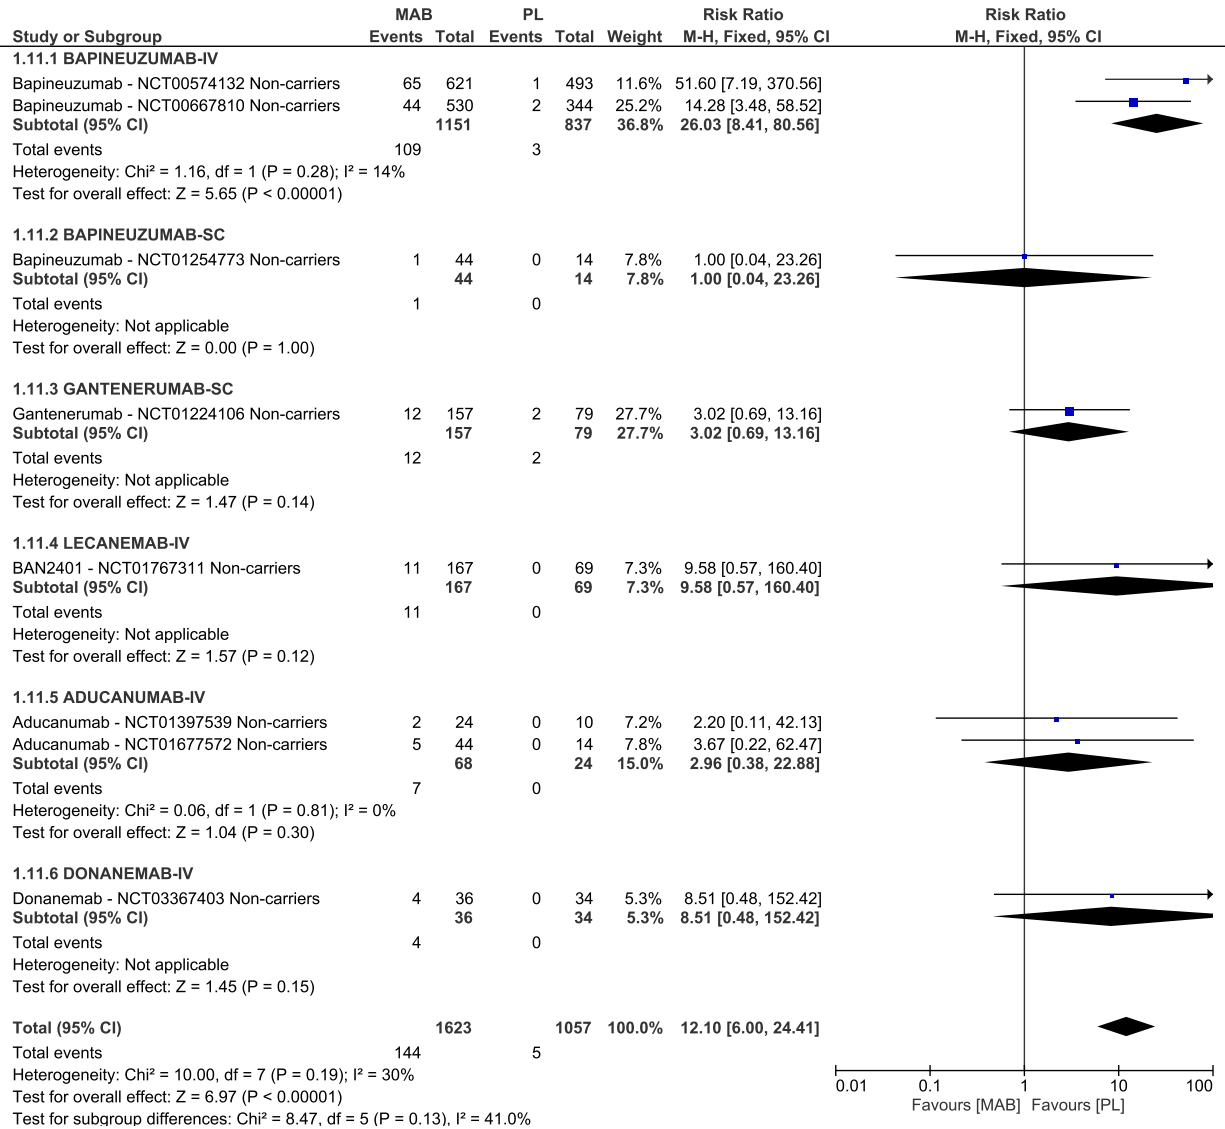 MAB PL Risk Ratio Risk Ratio
Study or Subgroup Events Total Events Total Weight M-H, Fixed, 95% CI M-H, Fixed, 95% CI
1.11.1 BAPINEUZUMAB-IV
Bapineuzumab - NCT00574132 Non-carriers 65 621 1 493 11.6% 51.60 [7.19, 370.56]
Bapineuzumab - NCT00667810 Non-carriers 44 530 2 344 25.2% 14.28 [3.48, 58.52]
Subtotal (95% CI) 1151 837 36.8% 26.03 [8.41, 80.56]
Total events 109 3
Heterogeneity: Chi² = 1.16, df = 1 (P = 0.28); I² = 14%
Test for overall effect: Z = 5.65 (P < 0.00001)
1.11.2 BAPINEUZUMAB-SC
Bapineuzumab - NCT01254773 Non-carriers 1 44 0 14 7.8% 1.00 [0.04, 23.26]
Subtotal (95% CI) 44 14 7.8% 1.00 [0.04, 23.26]
Total events 1 0
Heterogeneity: Not applicable
Test for overall effect: Z = 0.00 (P = 1.00)
1.11.3 GANTENERUMAB-SC
Gantenerumab - NCT01224106 Non-carriers 12 157 2 79 27.7% 3.02 [0.69, 13.16]
Subtotal (95% CI) 157 79 27.7% 3.02 [0.69, 13.16]
Total events 12 2
Heterogeneity: Not applicable
Test for overall effect: Z = 1.47 (P = 0.14)
1.11.4 LECANEMAB-IV
BAN2401 - NCT01767311 Non-carriers 11 167 0 69 7.3% 9.58 [0.57, 160.40]
Subtotal (95% CI) 167 69 7.3% 9.58 [0.57, 160.40]
Total events 11 0
Heterogeneity: Not applicable
Test for overall effect: Z = 1.57 (P = 0.12)
1.11.5 ADUCANUMAB-IV
Aducanumab - NCT01397539 Non-carriers 2 24 0 10 7.2% 2.20 [0.11, 42.13]
Aducanumab - NCT01677572 Non-carriers 5 44 0 14 7.8% 3.67 [0.22, 62.47]
Subtotal (95% CI) 68 24 15.0% 2.96 [0.38, 22.88]
Total events 7 0
Heterogeneity: Chi² = 0.06, df = 1 (P = 0.81); I² = 0%
Test for overall effect: Z = 1.04 (P = 0.30)
1.11.6 DONANEMAB-IV
Donanemab - NCT03367403 Non-carriers 4 36 0 34 5.3% 8.51 [0.48, 152.42]
Subtotal (95% CI) 36 34 5.3% 8.51 [0.48, 152.42]
Total events 4 0
Heterogeneity: Not applicable
Test for overall effect: Z = 1.45 (P = 0.15)
Total (95% CI) 1623 1057 100.0% 12.10 [6.00, 24.41]
Total events 144 5
Heterogeneity: Chi² = 10.00, df = 7 (P = 0.19); I² = 30%
Test for overall effect: Z = 6.97 (P < 0.00001)
Test for subgroup differences: Chi² = 8.47, df = 5 (P = 0.13), I² = 41.0%
0.01 0.1 1 10 100
Favours [MAB] Favours [PL]